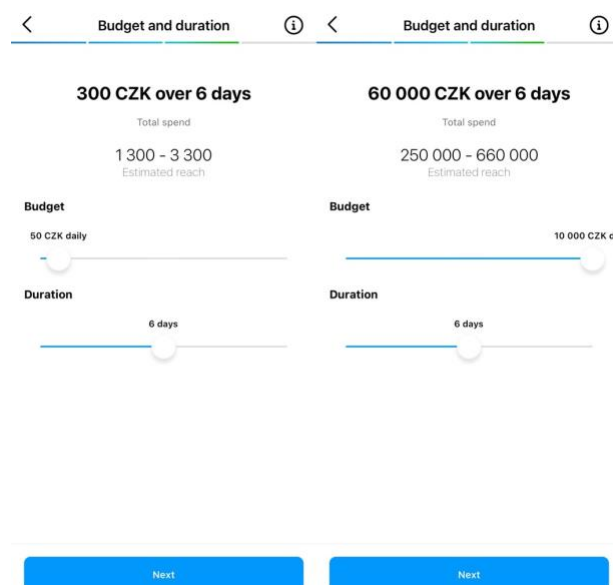 Budget and duration
300 CZK over 6 days
Total spend
1 300 - 3 300
Estimated reach
Budget
50 CZK daily
Duration
6 days
Next
Budget and duration
60 000 CZK over 6 days
Total spend
250 000 - 660 000
Estimated reach
Budget
10 000 CZK d
Duration
6 days
Next